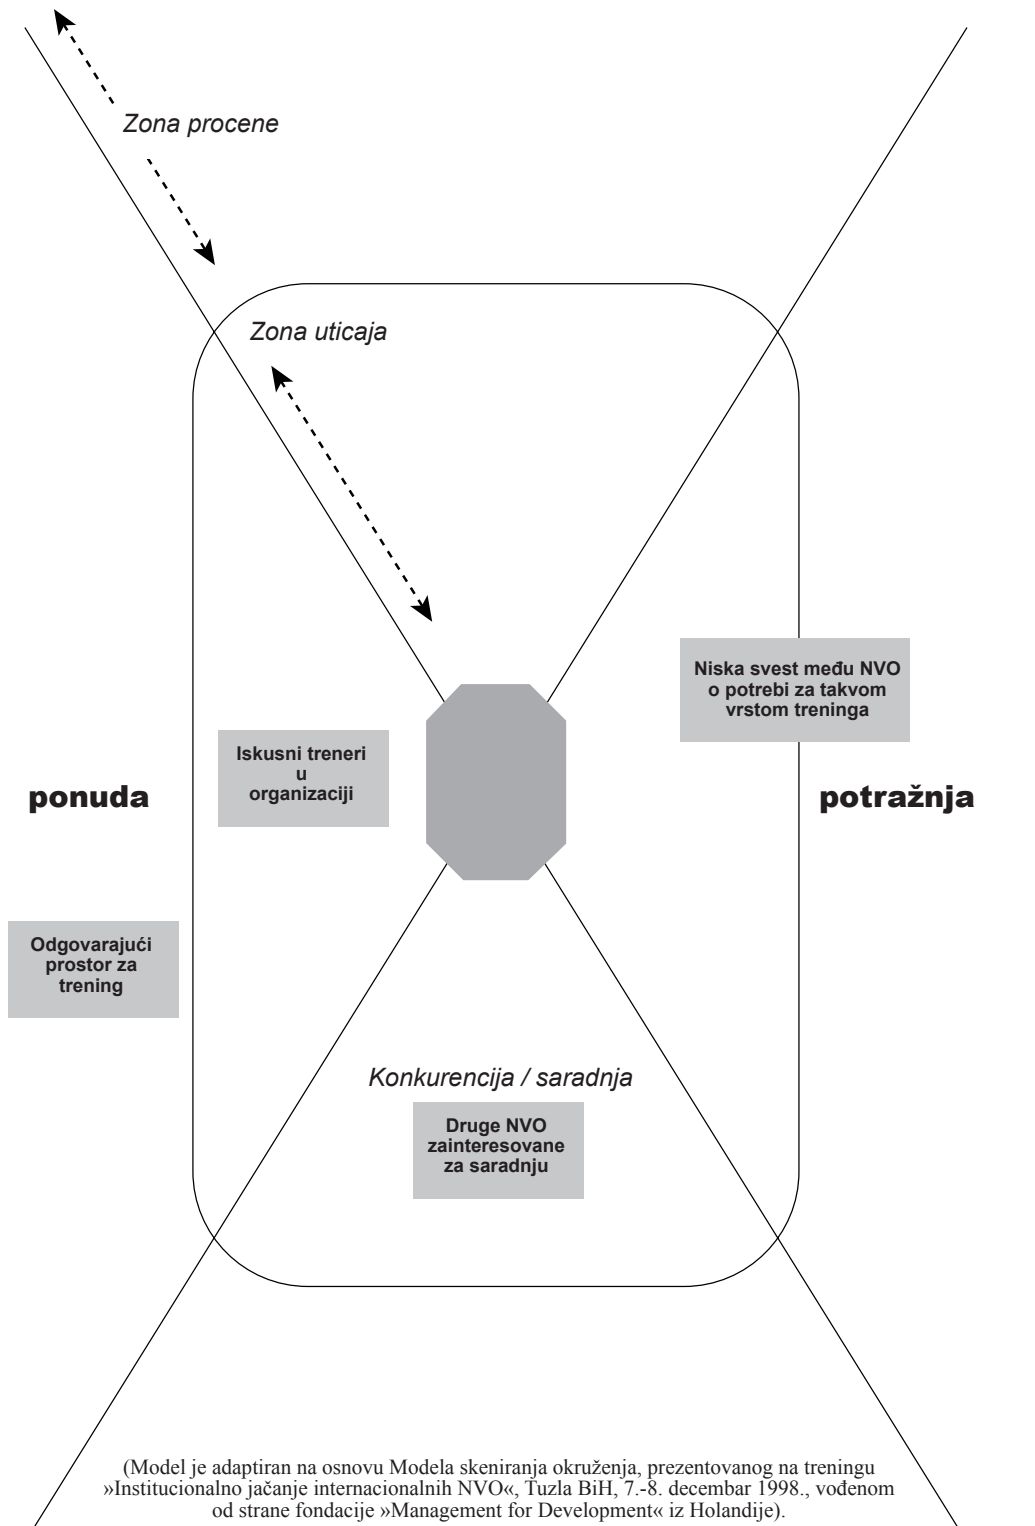 Zona procene
Zona uticaja
Niska svest među NVO
o potrebi za takvom
vrstom treninga
Iskusni treneri
u
organizaciji
ponuda
potražnja
Odgovarajući
prostor za
trening
Konkurencija / saradnja
Druge NVO
zainteresovane
za saradnju
(Model je adaptiran na osnovu Modela skeniranja okruženja, prezentovanog na treningu
»Institucionalno jačanje internacionalnih NVO«, Tuzla BiH, 7.-8. decembar 1998., vođenom
od strane fondacije »Management for Development« iz Holandije).